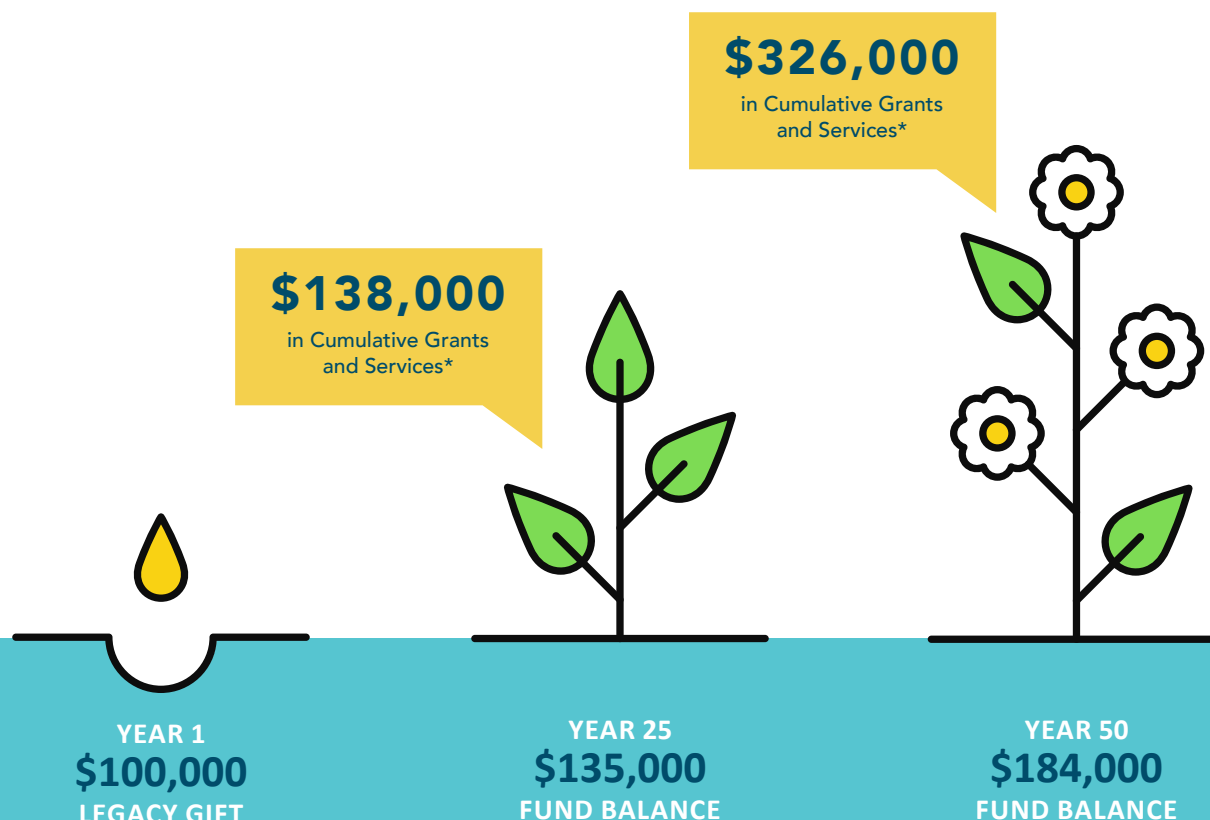 $326,000
in Cumulative Grants
and Services*
$138,000
in Cumulative Grants
and Services*
YEAR 1
$100,000
LEGACY GIFT
YEAR 25
$135,000
FUND BALANCE
YEAR 50
$184,000
FUND BALANCE